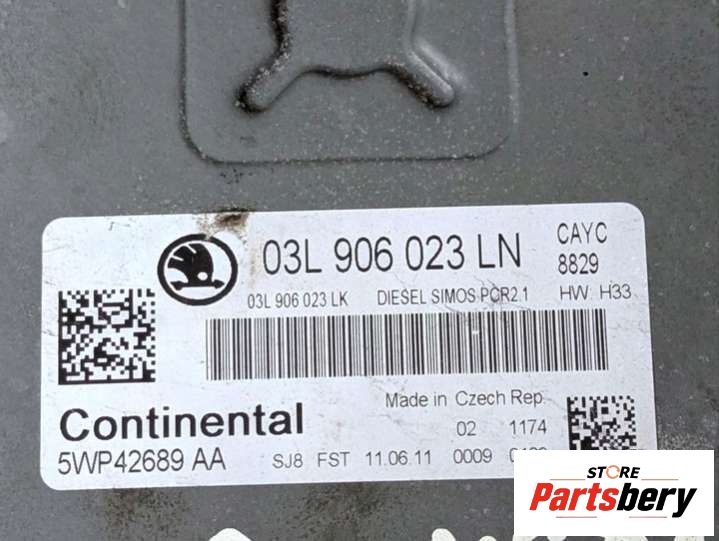 03L 906 023 LN CAYC
8829
03L 906 023 LK DIESEL SIMOS PCR2.1 HW: H33
Continental Made in Czech Rep
02 1174
5WP42689 AA SJ8 FST 11.06.11 0009
STORE
Partsbery